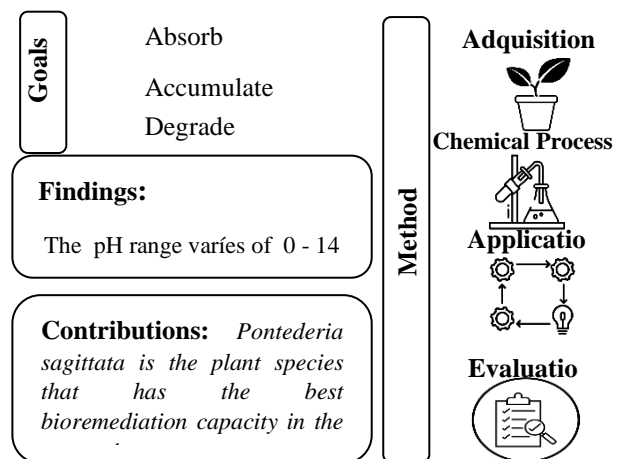 Goals
Absorb
Accumulate
Degrade
Findings:
The pH range varíes of 0 - 14
Contributions: Pontederia
sagittata is the plant species
that has the best
bioremediation capacity in the
Method
Adquisition
Chemical Process
Applicatio
Evaluatio